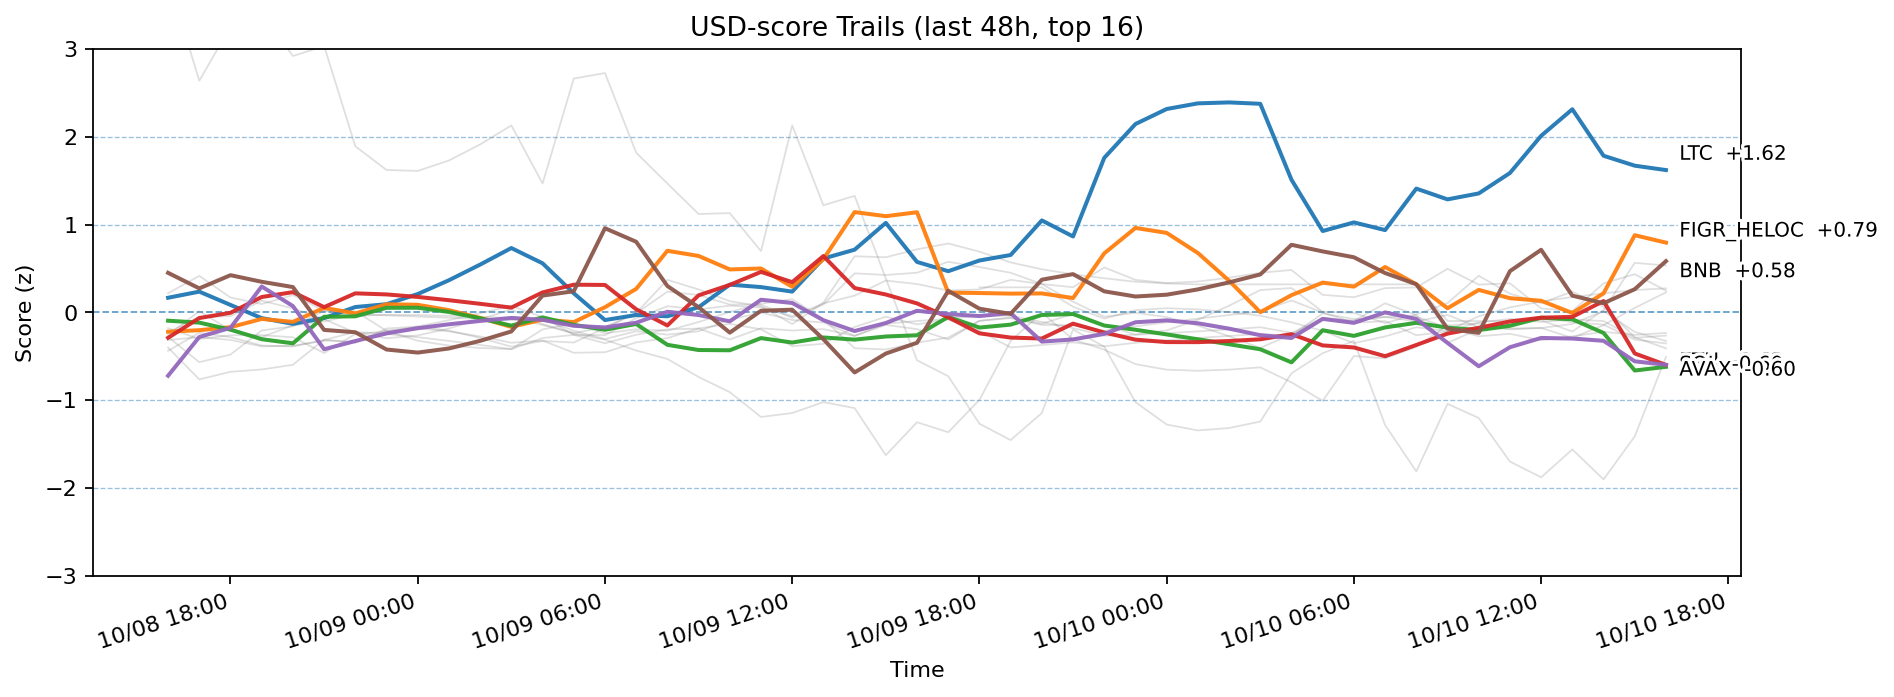 USD-score Trails (last 48h, top 16)
Score (z)
3
2
1
0
−1
−2
−3
LTC +1.62
FIGR_HELOC +0.79
BNB +0.58
AVAX -0.60
10/08 18:00
10/09 00:00
10/09 06:00
10/09 12:00
10/09 18:00
10/10 00:00
10/10 06:00
10/10 12:00
10/10 18:00
Time